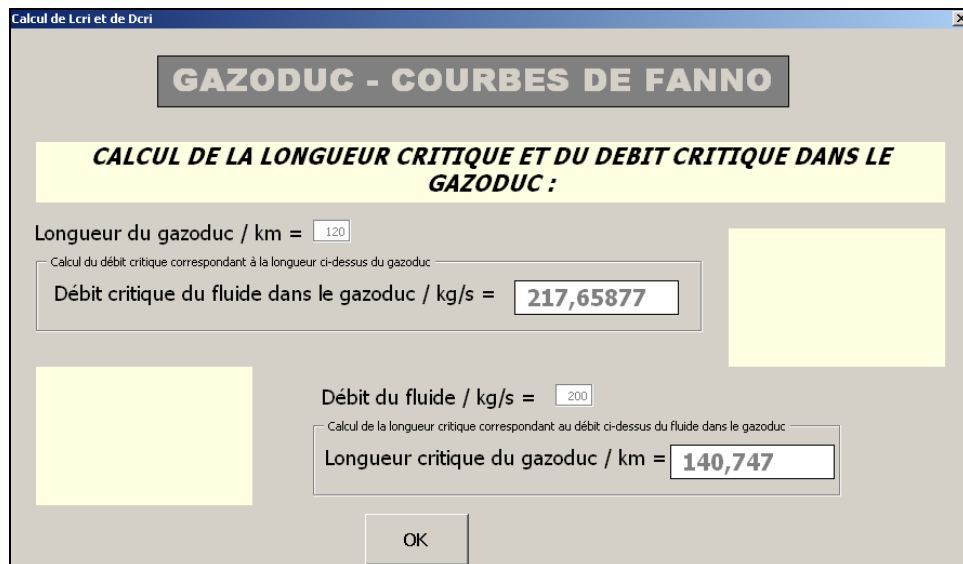 Calcul de Lcri et de Dcri
GAZODUC - COURBES DE FANNO
CALCUL DE LA LONGUEUR CRITIQUE ET DU DEBIT CRITIQUE DANS LE
GAZODUC :
Longueur du gazoduc / km = 120
Calcul du débit critique correspondant à la longueur ci-dessus du gazoduc
Débit critique du fluide dans le gazoduc / kg/s = 217,65877
Débit du fluide / kg/s = 200
Calcul de la longueur critique correspondant au débit ci-dessus du fluide dans le gazoduc
Longueur critique du gazoduc / km = 140,747
OK